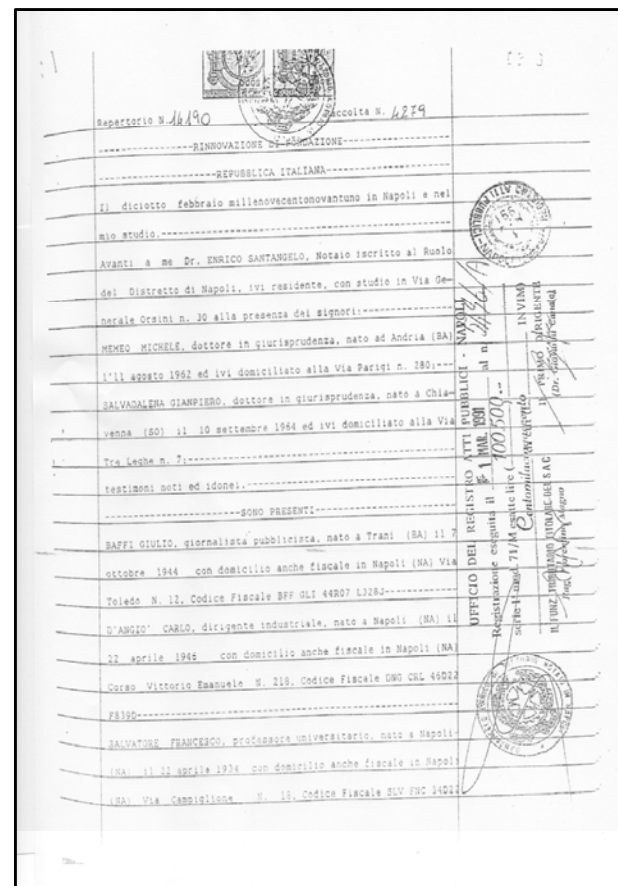 Repertorio N. 14190 Raccolta N. 4279
RINNOVAZIONE DI FONDAZIONE
REPUBBLICA ITALIANA
Il diciotto febbraio millenovecentonovantuno in Napoli e nel
mio studio.
Avanti a me Dr. ENRICO SANTANGELO, Notaio iscritto al Ruolo
del Distretto di Napoli, ivi residente, con studio in Via Ge-
nerale Orsini n. 30 alla presenza dei signori:
MEMEO MICHELE, dottore in giurisprudenza, nato ad Andria (BA)
l'11 agosto 1962 ed ivi domiciliato alla Via Parigi n. 280;
SALVADALENA GIANPIERO, dottore in giurisprudenza, nato a Chia-
venna (SO) il 10 settembre 1964 ed ivi domiciliato alla Via
Tre Leghe n. 7;
testimoni noti ed idonei.
SONO PRESENTI
BAFFI GIULIO, giornalista pubblicista, nato a Trani (BA) il 7
ottobre 1944 con domicilio anche fiscale in Napoli (NA) Via
Toledo N. 12, Codice Fiscale BFF GLI 44R07 L328J
D'ANGIO' CARLO, dirigente industriale, nato a Napoli (NA) il
22 aprile 1946 con domicilio anche fiscale in Napoli (NA)
Corso Vittorio Emanuele N. 218, Codice Fiscale DNG CRL 46D22
F839D
SALVATORE FRANCESCO, professore universitario, nato a Napoli
(NA) il 22 aprile 1934 con domicilio anche fiscale in Napoli
(NA) Via Campiglione N. 18, Codice Fiscale SLV FNC 34D22
UFFICIO DEL REGISTRO ATTI PUBBLICI - NAPOLI
Registrazione eseguita il 1 MAR. 1991 al n.
serie 1 mod. 71/M esatte lire (100500.-
INVIM)
IL FUNZ. TRIBUTARIO TITOLARE DEL SAC
IL PRIMO DIRIGENTE